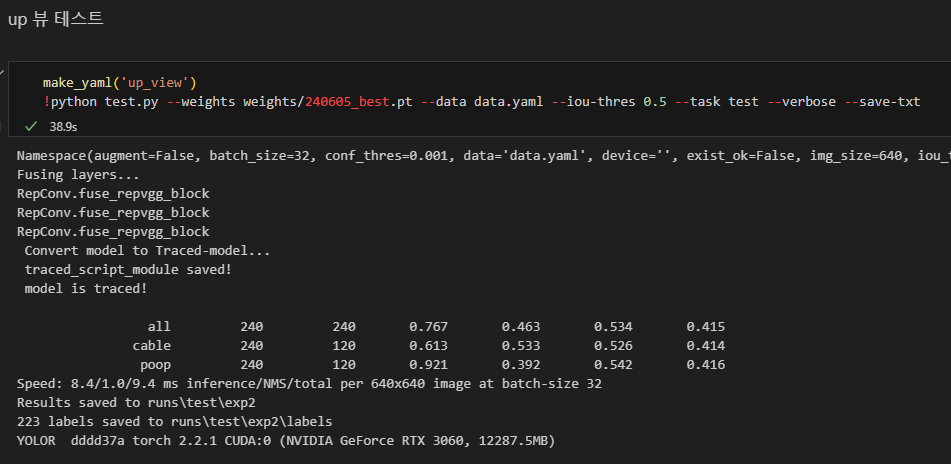 up 뷰 테스트
make_yaml('up_view')
!python test.py --weights weights/240605_best.pt --data data.yaml --iou-thres 0.5 --task test --verbose --save-txt
38.9s
Namespace(augment=False, batch_size=32, conf_thres=0.001, data='data.yaml', device='', exist_ok=False, img_size=640, iou_t
Fusing layers...
RepConv.fuse_repvgg_block
RepConv.fuse_repvgg_block
RepConv.fuse_repvgg_block
Convert model to Traced-model...
traced_script_module saved!
model is traced!
all 240 240 0.767 0.463 0.534 0.415
cable 240 120 0.613 0.533 0.526 0.414
poop 240 120 0.921 0.392 0.542 0.416
Speed: 8.4/1.0/9.4 ms inference/NMS/total per 640x640 image at batch-size 32
Results saved to runs\test\exp2
223 labels saved to runs\test\exp2\labels
YOLOR dddd37a torch 2.2.1 CUDA:0 (NVIDIA GeForce RTX 3060, 12287.5MB)